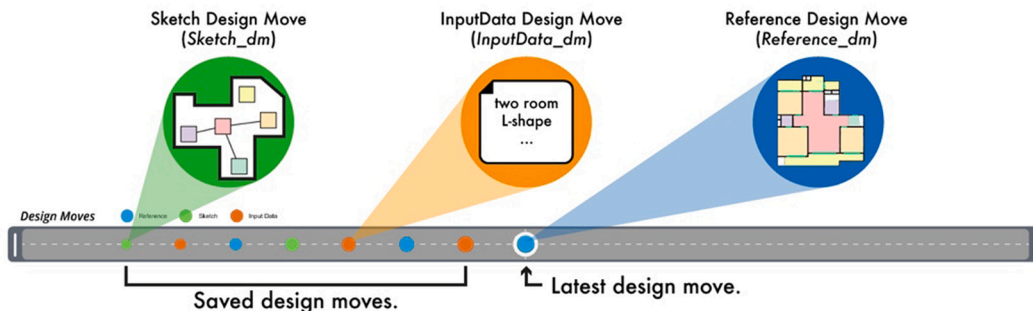 Sketch Design Move
(Sketch_dm)
InputData Design Move
(InputData_dm)
Reference Design Move
(Reference_dm)
two room
L-shape
...
Design Moves
Reference
Sketch
Input Data
Saved design moves.
Latest design move.